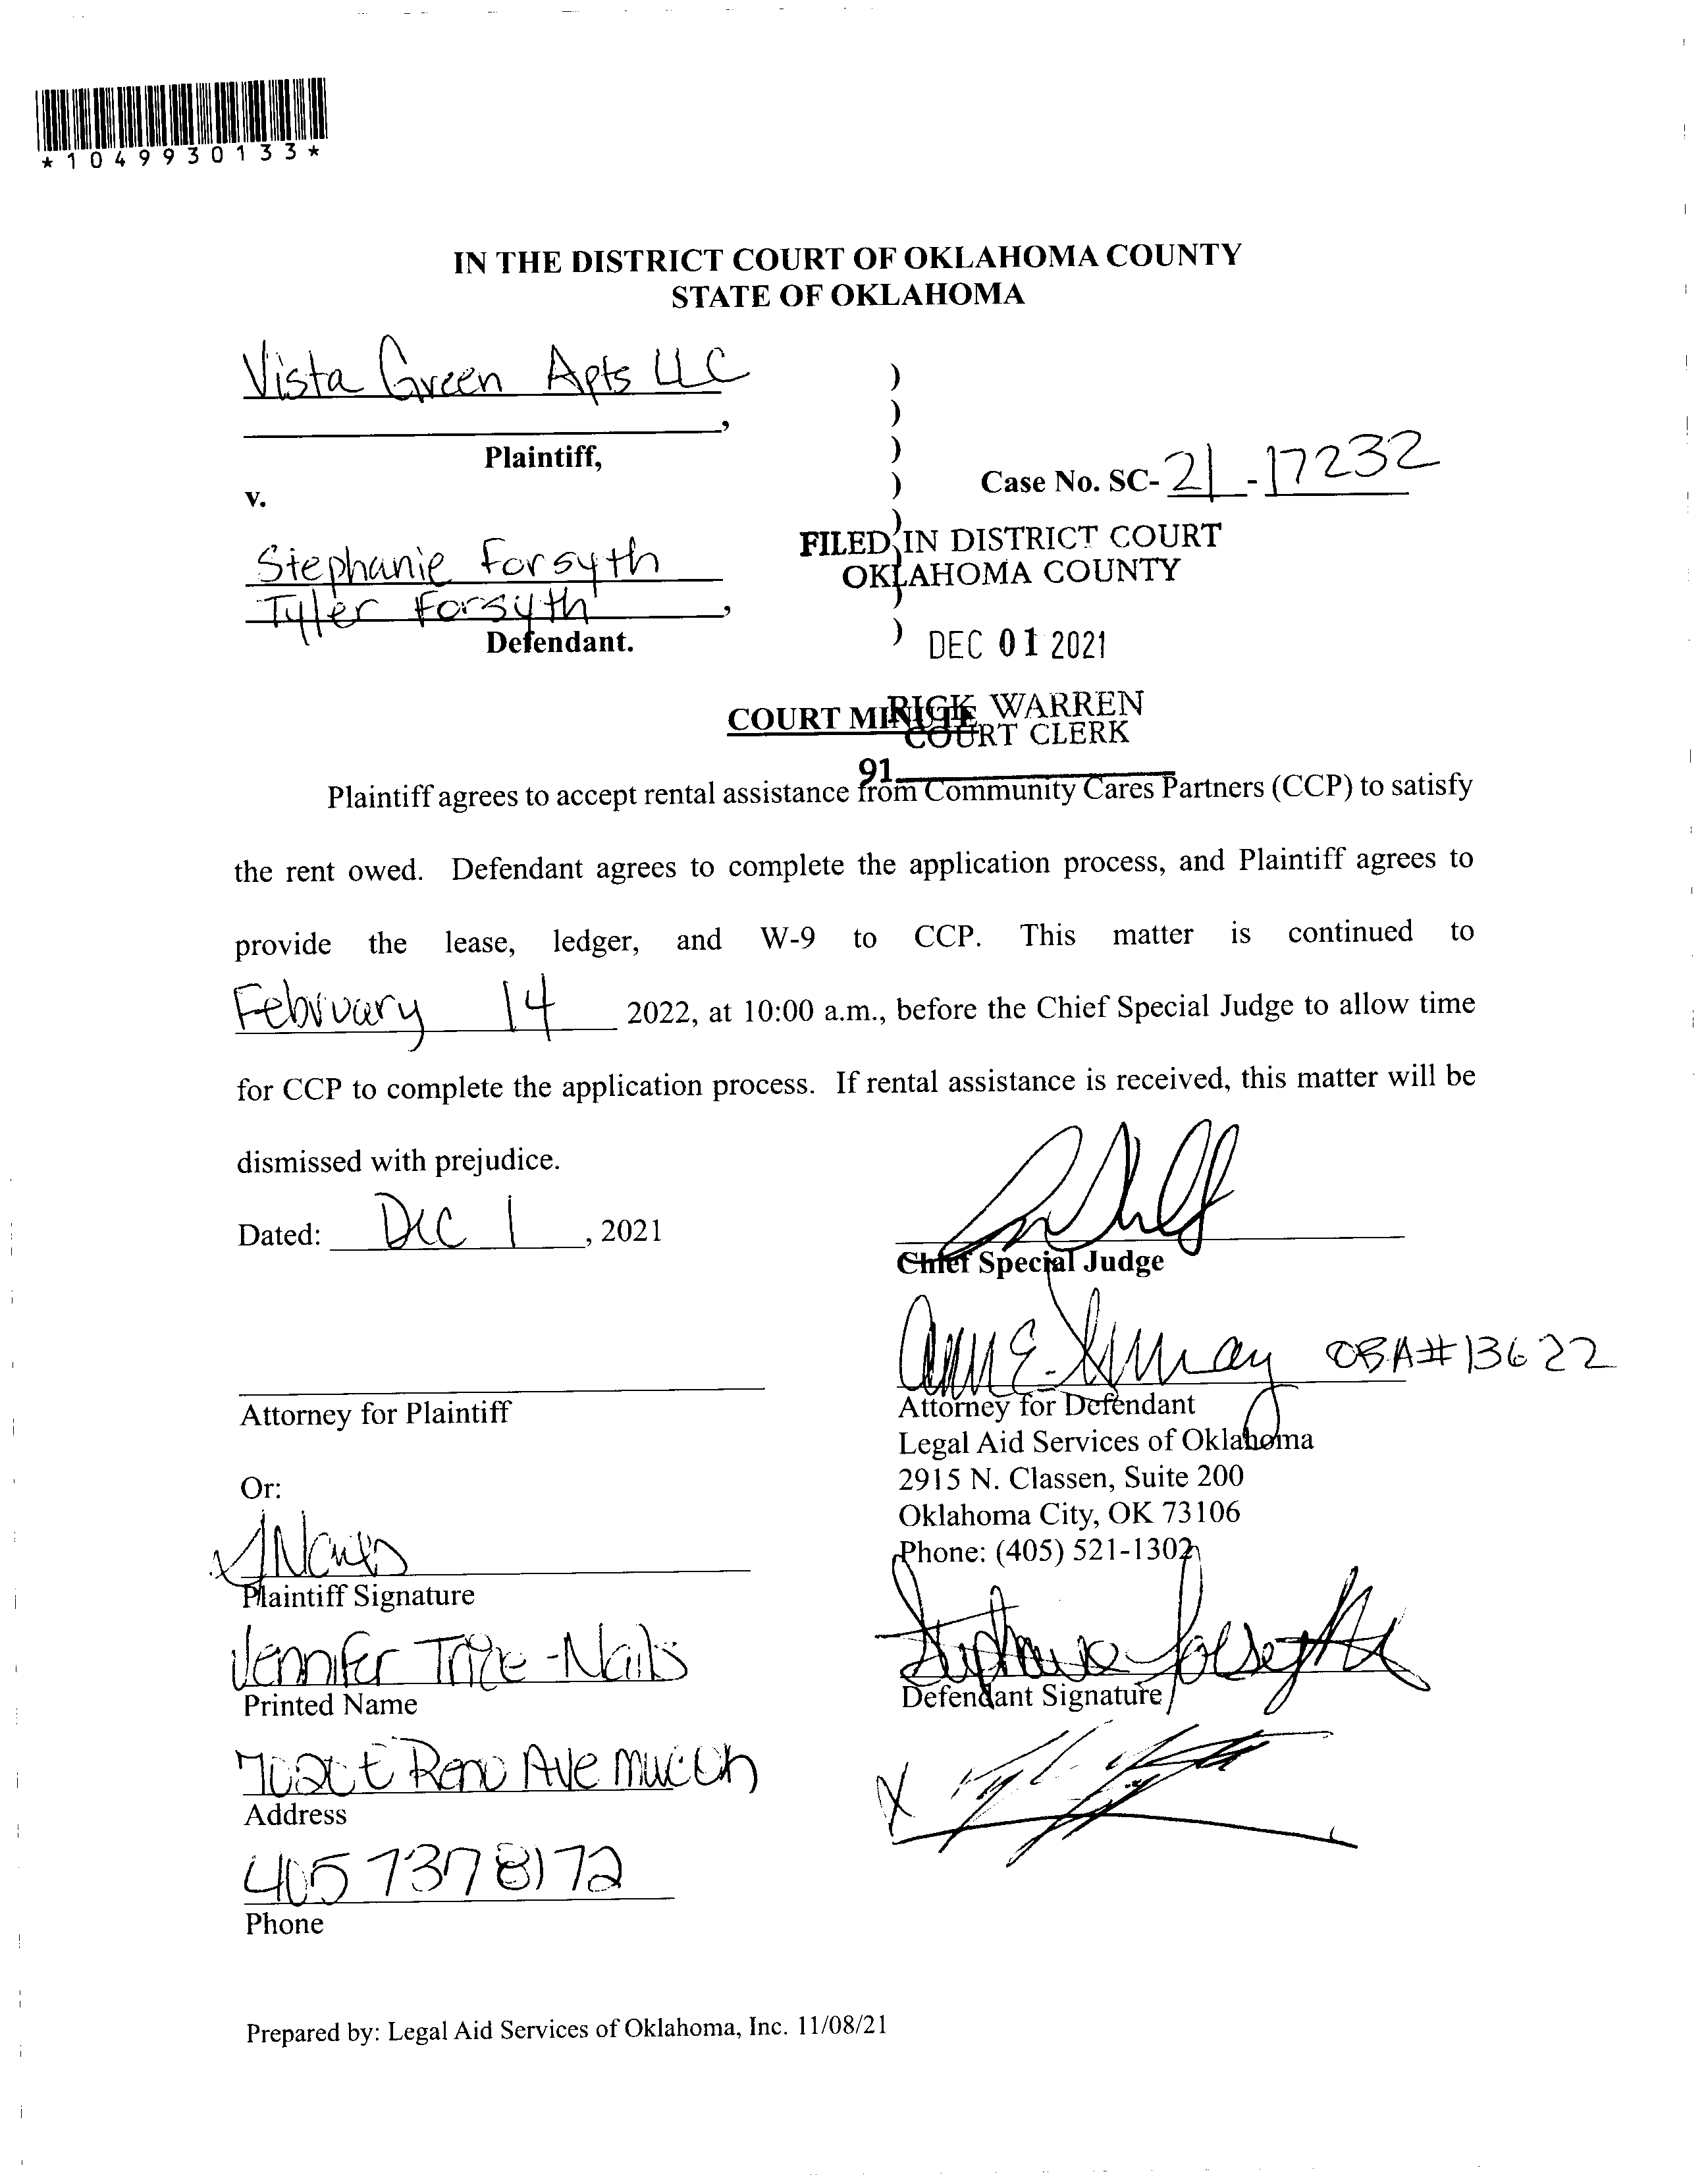 *1049930133*
IN THE DISTRICT COURT OF OKLAHOMA COUNTY
STATE OF OKLAHOMA
Vista Green Apts LLC
,
Plaintiff,
v.
Case No. SC-21-17232
Stephanie Forsyth
Tyler Forsyth,
Defendant.
FILED IN DISTRICT COURT
OKLAHOMA COUNTY
DEC 01 2021
RICK WARREN
COURT CLERK
91
COURT MINUTE
Plaintiff agrees to accept rental assistance from Community Cares Partners (CCP) to satisfy
the rent owed. Defendant agrees to complete the application process, and Plaintiff agrees to
provide the lease, ledger, and W-9 to CCP. This matter is continued to
February 14 2022, at 10:00 a.m., before the Chief Special Judge to allow time
for CCP to complete the application process. If rental assistance is received, this matter will be
dismissed with prejudice.
Dated: Dec 1, 2021
Chief Special Judge
OBA#13622
Attorney for Plaintiff
Attorney for Defendant
Legal Aid Services of Oklahoma
2915 N. Classen, Suite 200
Oklahoma City, OK 73106
Phone: (405) 521-1302
Or:
JNails
Plaintiff Signature
Jennifer Trize-Nails
Printed Name
Stephanie Forsyth
Defendant Signature
X
Reno Ave
Address
405 737 8172
Phone
Prepared by: Legal Aid Services of Oklahoma, Inc. 11/08/21